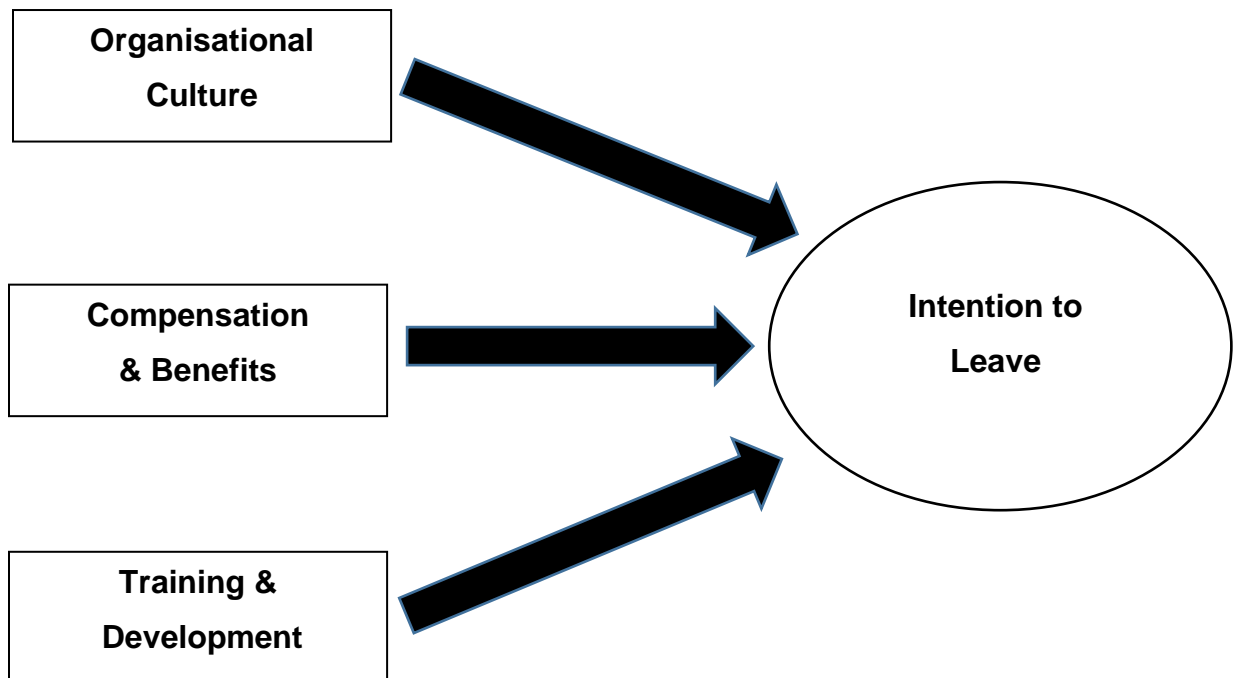 Organisational
Culture
Compensation
& Benefits
Intention to
Leave
Training &
Development